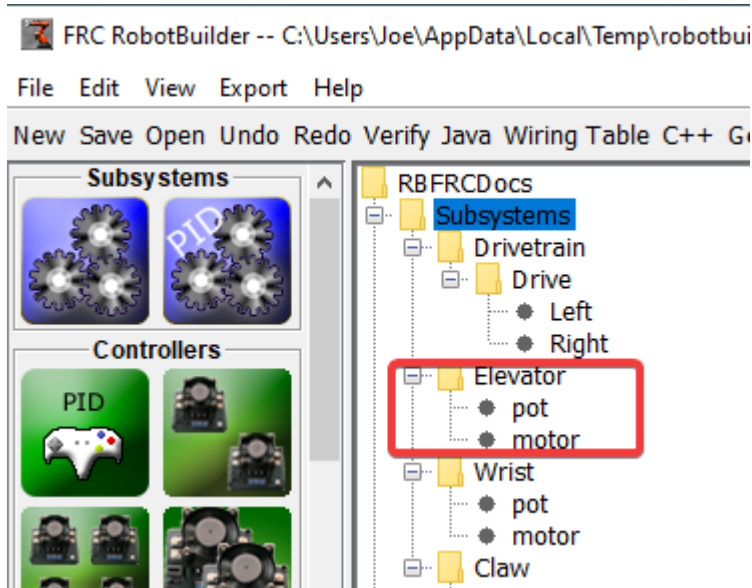 FRC RobotBuilder -- C:\Users\Joe\AppData\Local\Temp\robotbui
File Edit View Export Help
New Save Open Undo Redo Verify Java Wiring Table C++ Ge
Subsystems
PID
Controllers
PID
RBFRCDocs
Subsystems
Drivetrain
Drive
Left
Right
Elevator
pot
motor
Wrist
pot
motor
Claw